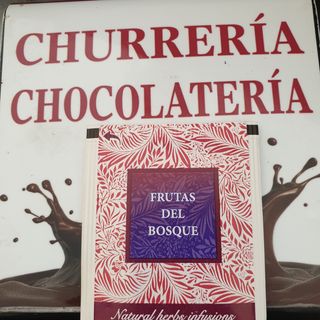 CHURRERÍA
CHOCOLATERÍA
FRUTAS
DEL
BOSQUE
Natural herbs infusions